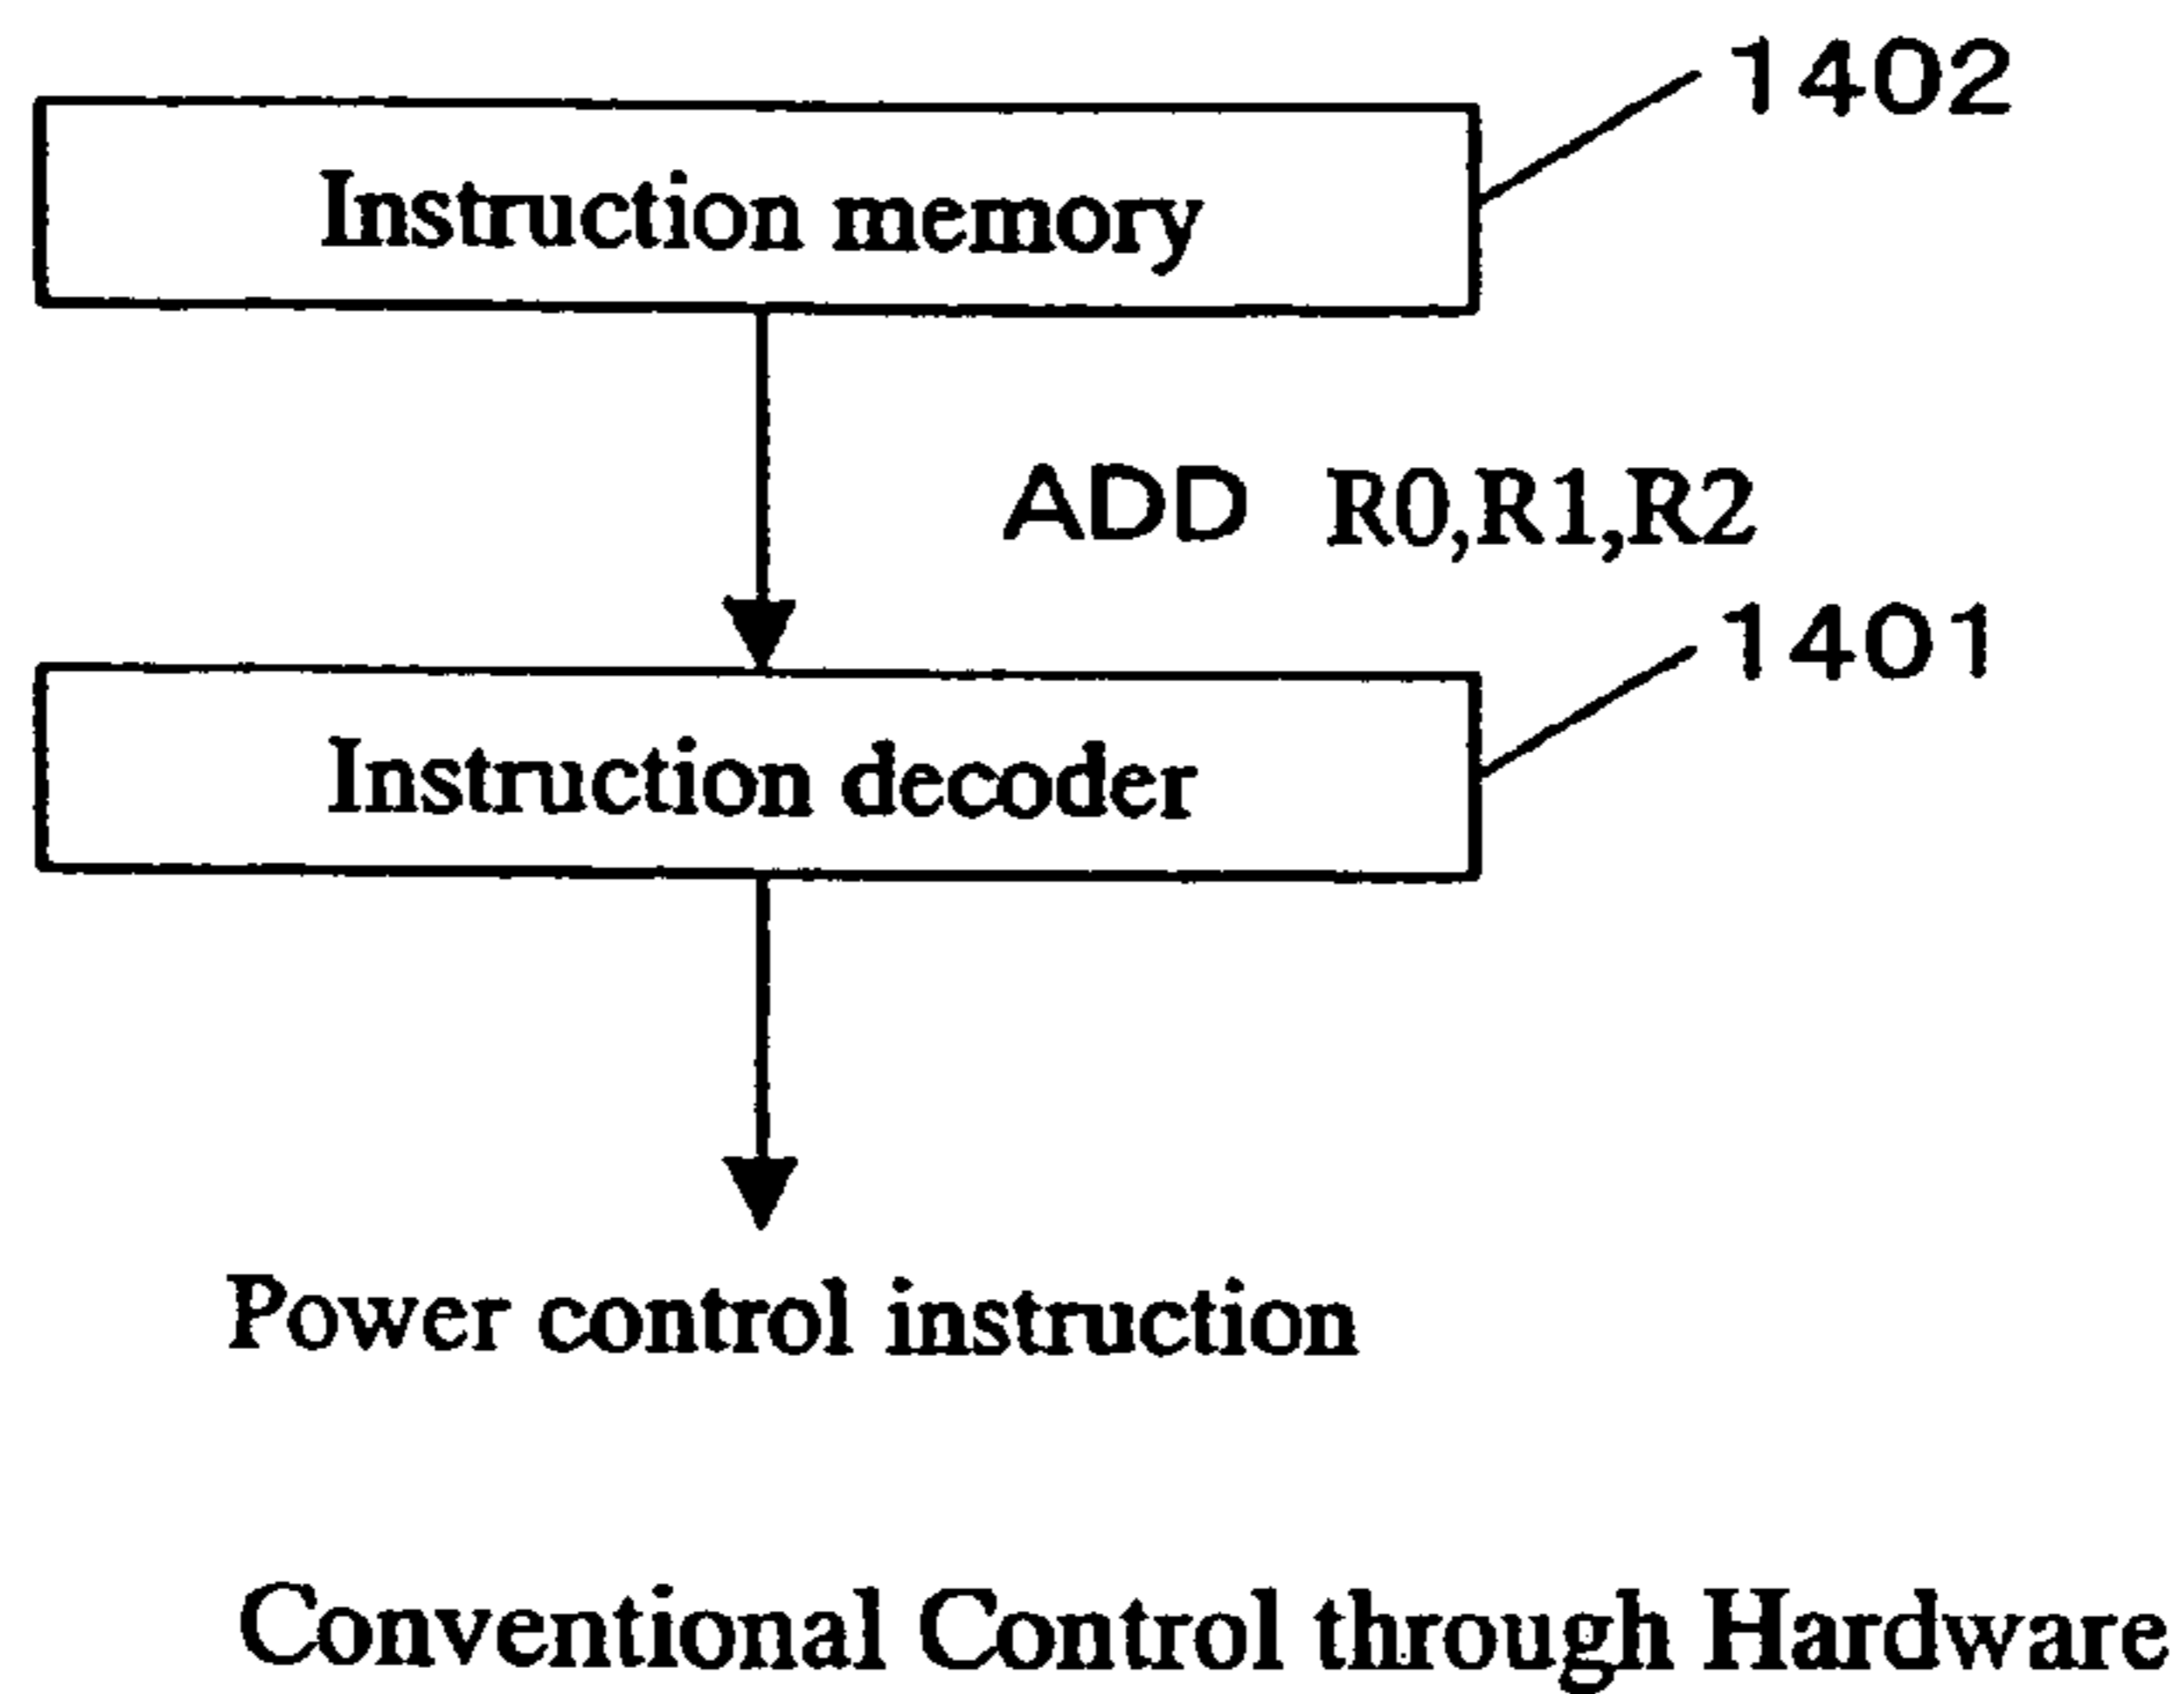 1402
Instruction memory
ADD R0,R1,R2
1401
Instruction decoder
Power control instruction
Conventional Control through Hardware